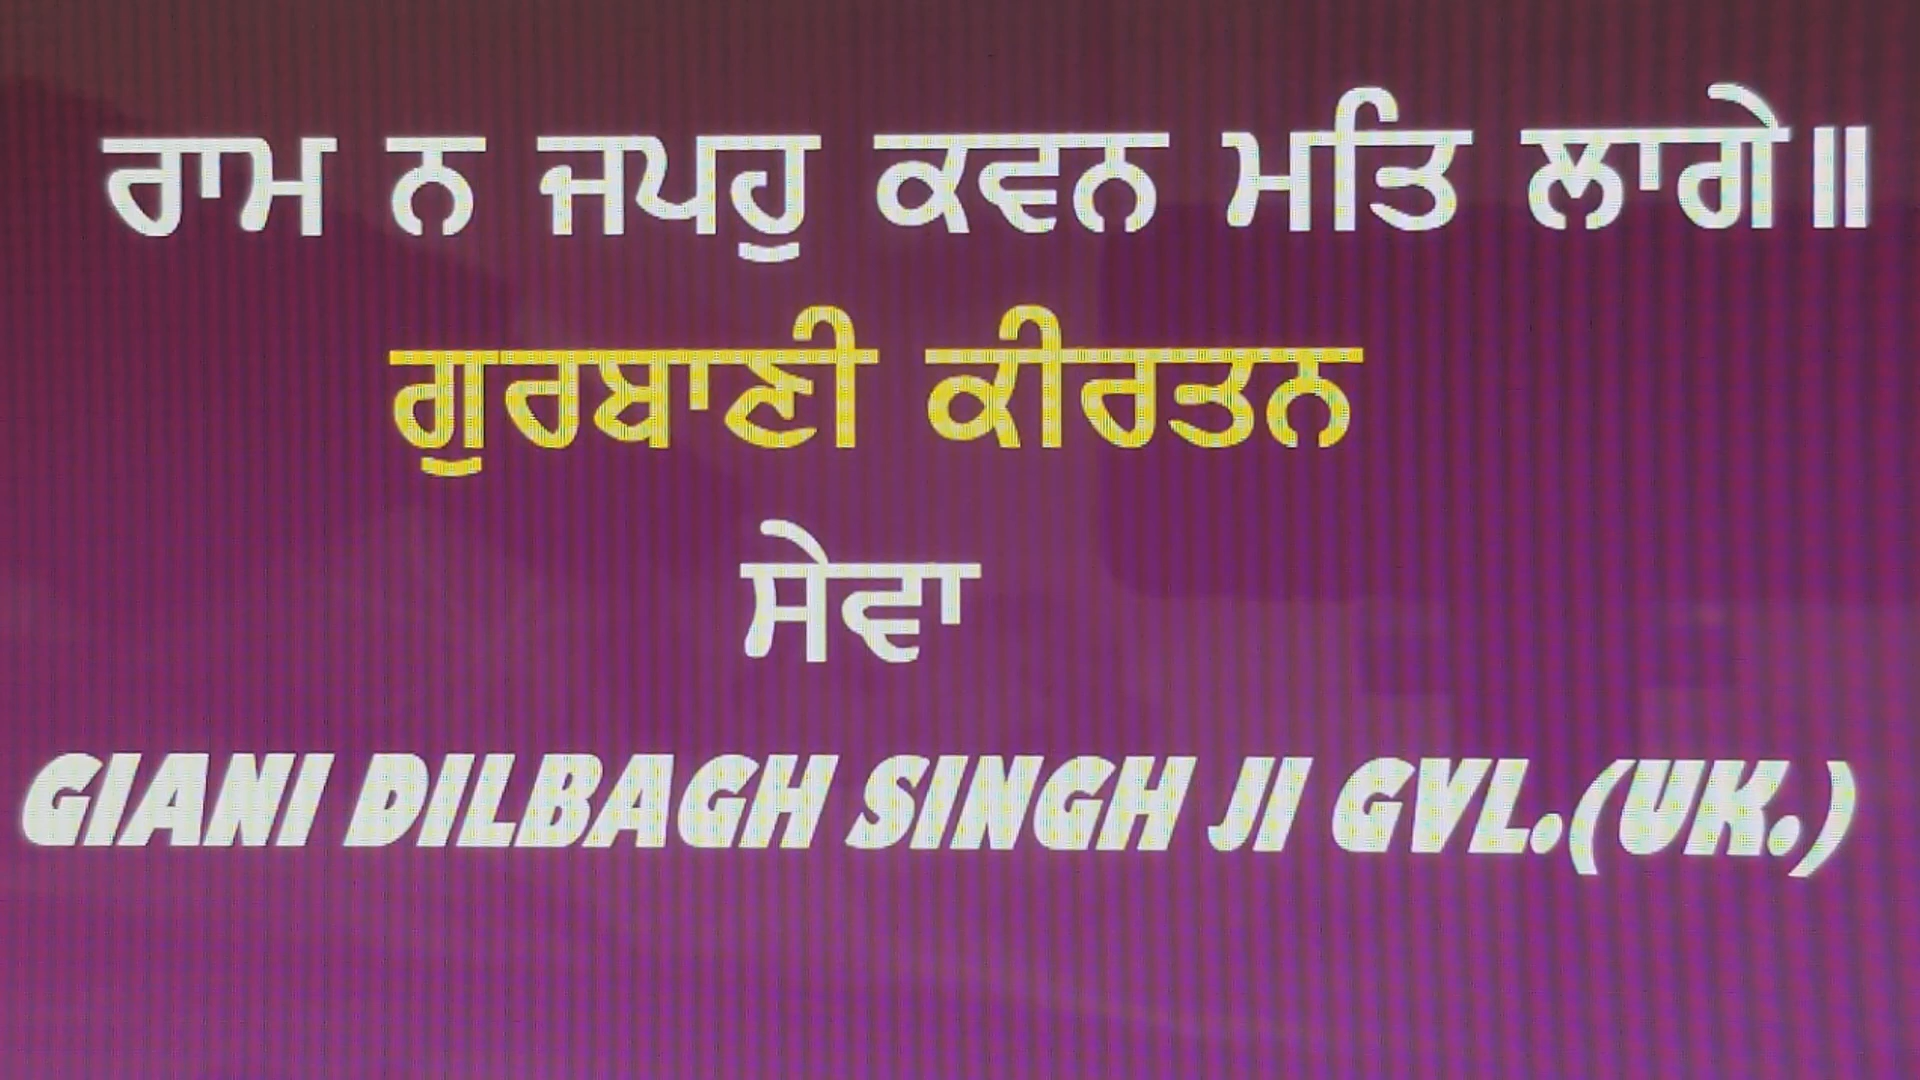 ਰਾਮ ਨ ਜਪਹੁ ਕਵਨ ਮਤਿ ਲਾਗੇ॥
ਗੁਰਬਾਣੀ ਕੀਰਤਨ
ਸੇਵਾ
GIANI DILBAGH SINGH JI GVL.(UK.)